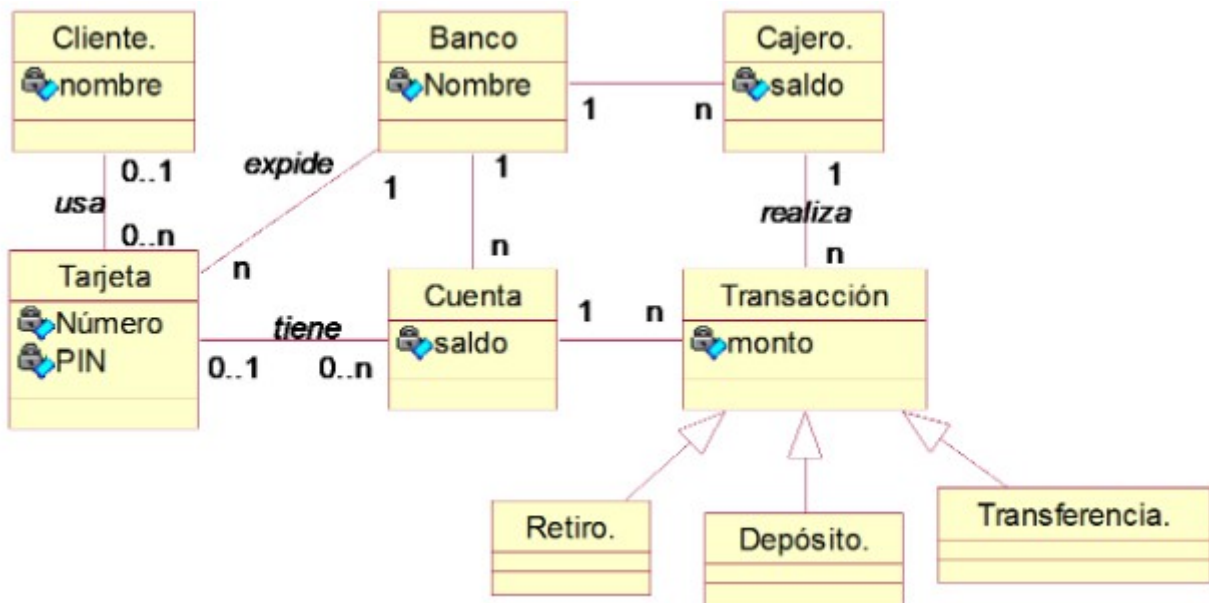 Cliente.
nombre
Banco
Nombre
Cajero.
saldo
1
n
0..1
usa
0..n
expide
1
n
1
n
1
realiza
n
Tarjeta
Número
PIN
tiene
0..1
0..n
Cuenta
saldo
1
n
Transacción
monto
Retiro.
Depósito.
Transferencia.